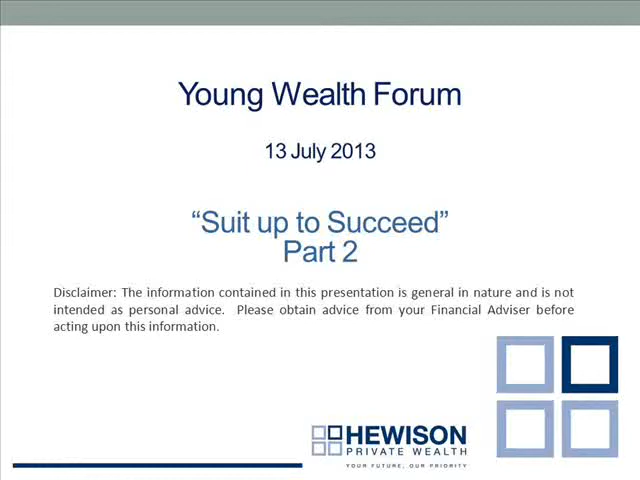 Young Wealth Forum
13 July 2013
“Suit up to Succeed”
Part 2
Disclaimer: The information contained in this presentation is general in nature and is not
intended as personal advice.  Please obtain advice from your Financial Adviser before
acting upon this information.
HEWISON
PRIVATE WEALTH
YOUR FUTURE, OUR PRIORITY